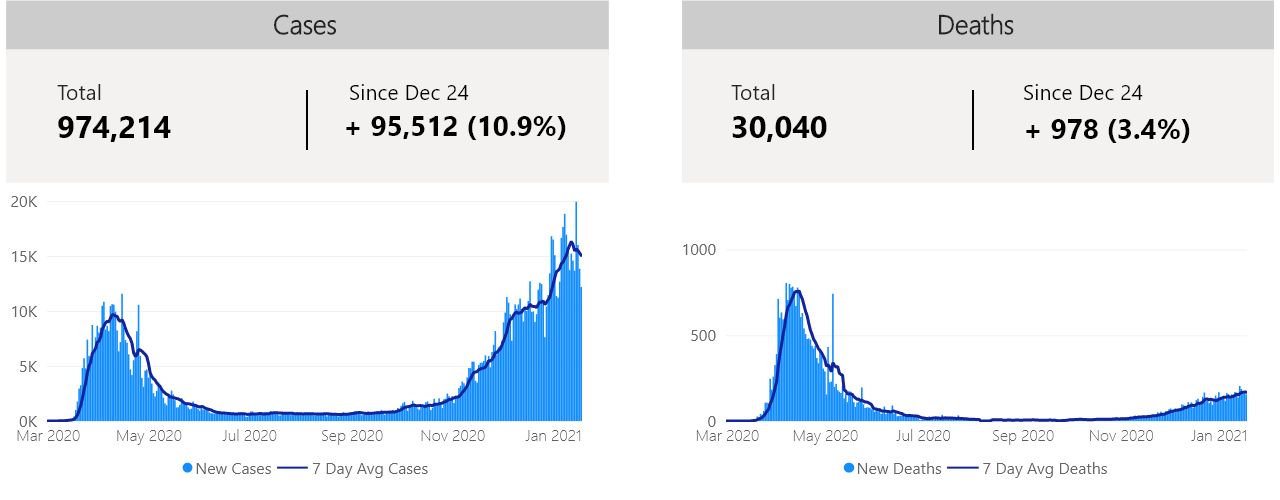 Cases
Total
974,214
Since Dec 24
+ 95,512 (10.9%)
20K
15K
10K
5K
0K
Mar 2020 May 2020 Jul 2020 Sep 2020 Nov 2020 Jan 2021
New Cases 7 Day Avg Cases
Deaths
Total
30,040
Since Dec 24
+ 978 (3.4%)
1000
500
0
Mar 2020 May 2020 Jul 2020 Sep 2020 Nov 2020 Jan 2021
New Deaths 7 Day Avg Deaths